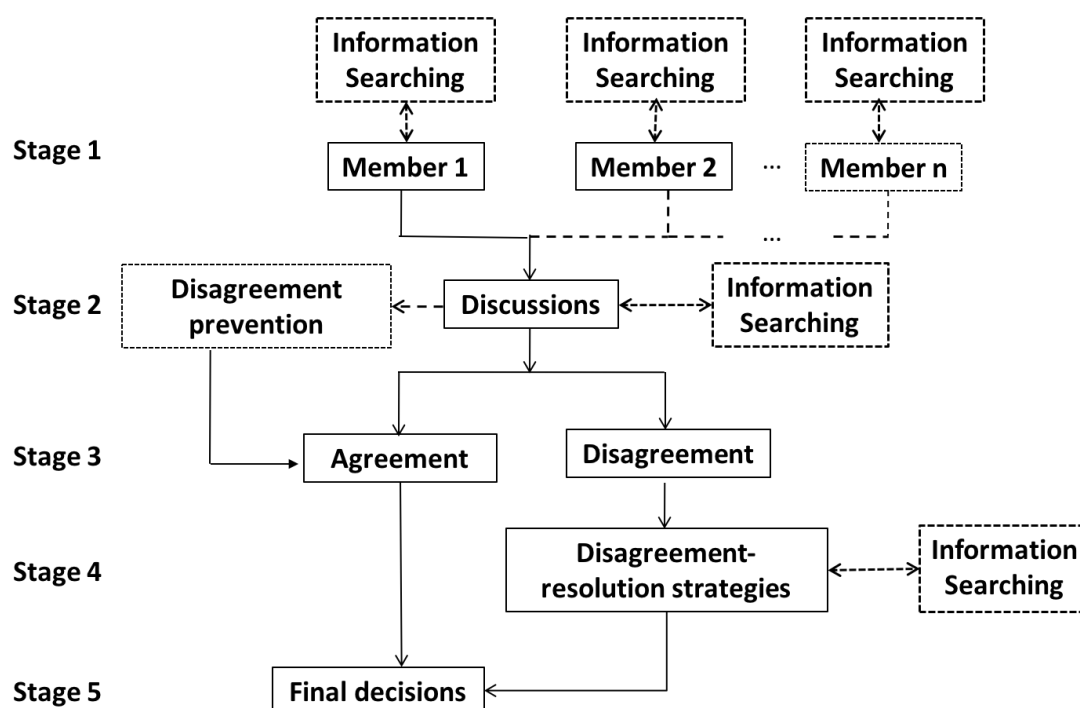 Information
Searching
Information
Searching
Information
Searching
Stage 1
Member 1
Member 2
...
Member n
...
Stage 2
Disagreement
prevention
Discussions
Information
Searching
Stage 3
Agreement
Disagreement
Stage 4
Disagreement-
resolution strategies
Information
Searching
Stage 5
Final decisions